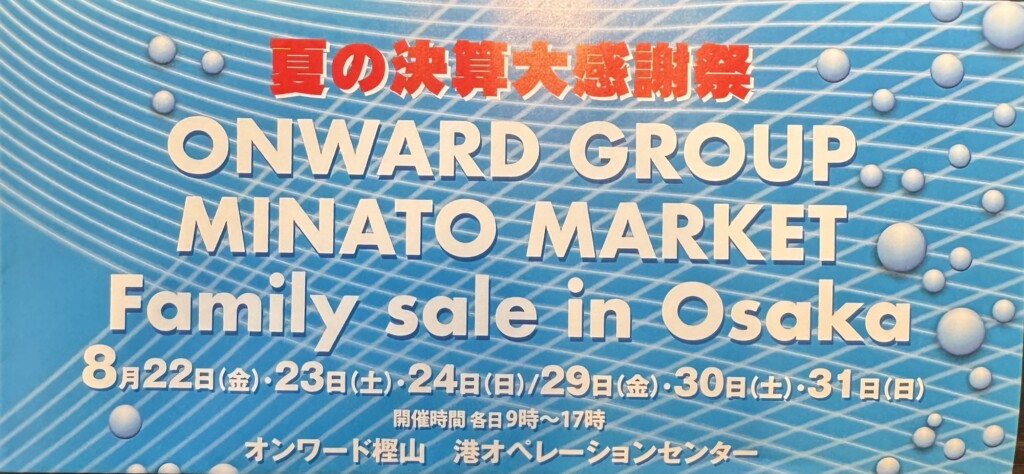 夏の決算大感謝祭
ONWARD GROUP
MINATO MARKET
Family sale in Osaka
8月22日(金)・23日(土)・24日(日)/29日(金)・30日(土)・31日(日)
開催時間 各日9時～17時
オンワード樫山 港オペレーションセンター